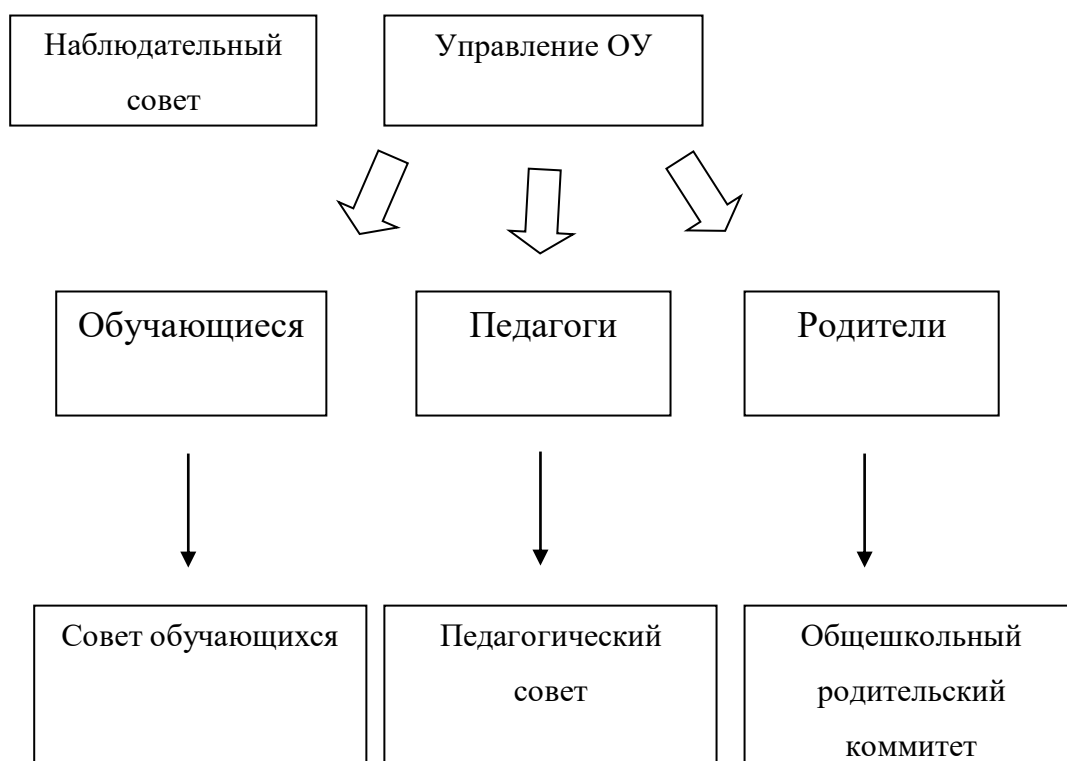 Наблюдательный
совет
Управление ОУ
Обучающиеся
Педагоги
Родители
Совет обучающихся
Педагогический
совет
Общешкольный
родительский
коммитет